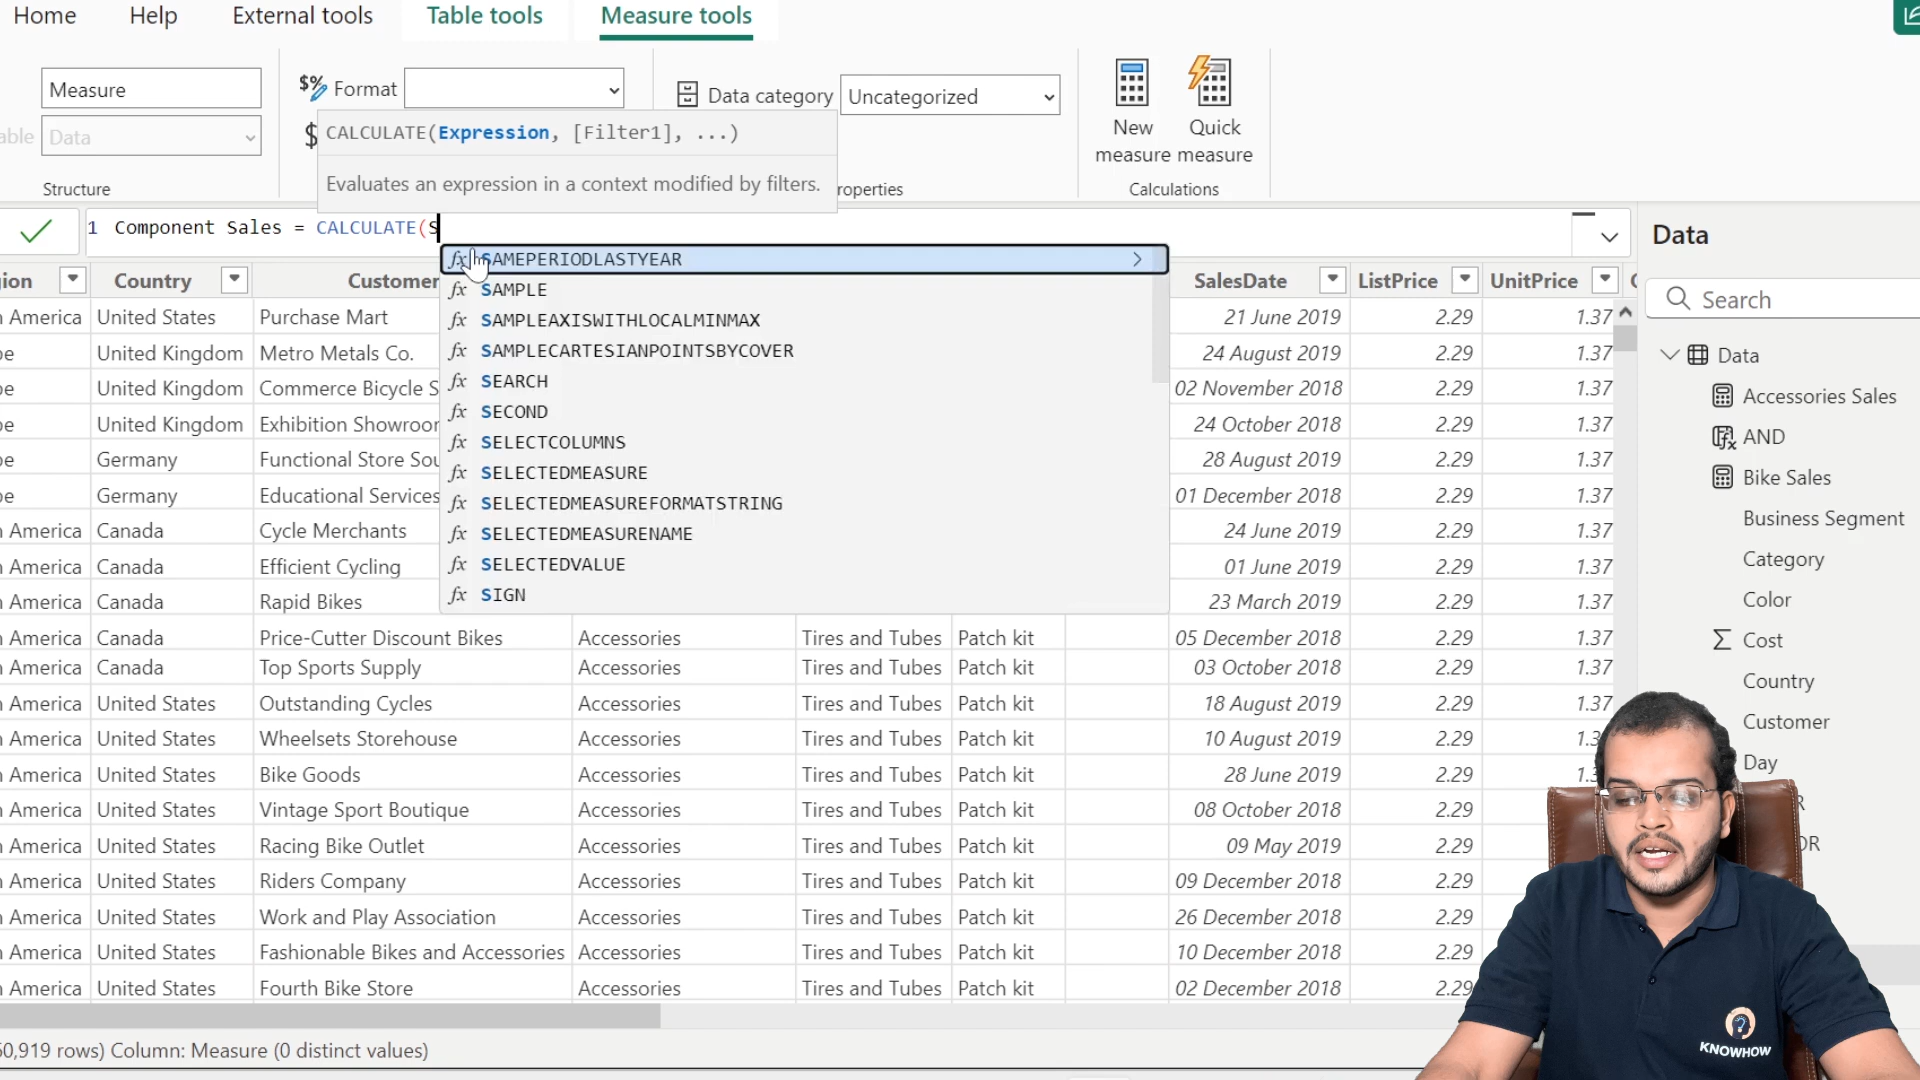 Home Help External tools Table tools Measure tools
Measure
Format
Data category Uncategorized
Data
$
New measure
Quick measure
Structure
Calculations
CALCULATE(Expression, [Filter1], ...)
Evaluates an expression in a context modified by filters.
1 Component Sales = CALCULATE(S
SAMEPERIODLASTYEAR
SAMPLE
SAMPLEAXISWITHLOCALMINMAX
SAMPLECARTESIANPOINTSBYCOVER
SEARCH
SECOND
SELECTCOLUMNS
SELECTEDMEASURE
SELECTEDMEASUREFORMATSTRING
SELECTEDMEASURENAME
SELECTEDVALUE
SIGN
Country Customer SalesDate ListPrice UnitPrice
America United States Purchase Mart 21 June 2019 2.29 1.37
United Kingdom Metro Metals Co. 24 August 2019 2.29 1.37
United Kingdom Commerce Bicycle S 02 November 2018 2.29 1.37
United Kingdom Exhibition Showroor 24 October 2018 2.29 1.37
Germany Functional Store Sou 28 August 2019 2.29 1.37
Germany Educational Services 01 December 2018 2.29 1.37
America Canada Cycle Merchants 24 June 2019 2.29 1.37
America Canada Efficient Cycling 01 June 2019 2.29 1.37
America Canada Rapid Bikes 23 March 2019 2.29 1.37
America Canada Price-Cutter Discount Bikes Accessories Tires and Tubes Patch kit 05 December 2018 2.29 1.37
America Canada Top Sports Supply Accessories Tires and Tubes Patch kit 03 October 2018 2.29 1.37
America United States Outstanding Cycles Accessories Tires and Tubes Patch kit 18 August 2019 2.29 1.37
America United States Wheelsets Storehouse Accessories Tires and Tubes Patch kit 10 August 2019 2.29
America United States Bike Goods Accessories Tires and Tubes Patch kit 28 June 2019 2.29
America United States Vintage Sport Boutique Accessories Tires and Tubes Patch kit 08 October 2018 2.29
America United States Racing Bike Outlet Accessories Tires and Tubes Patch kit 09 May 2019 2.29
America United States Riders Company Accessories Tires and Tubes Patch kit 09 December 2018 2.29
America United States Work and Play Association Accessories Tires and Tubes Patch kit 26 December 2018 2.29
America United States Fashionable Bikes and Accessories Accessories Tires and Tubes Patch kit 10 December 2018 2.29
America United States Fourth Bike Store Accessories Tires and Tubes Patch kit 02 December 2018 2.29
0,919 rows) Column: Measure (0 distinct values)
Data
Search
Data
Accessories Sales
AND
Bike Sales
Business Segment
Category
Color
Cost
Country
Customer
Day
KNOWHOW